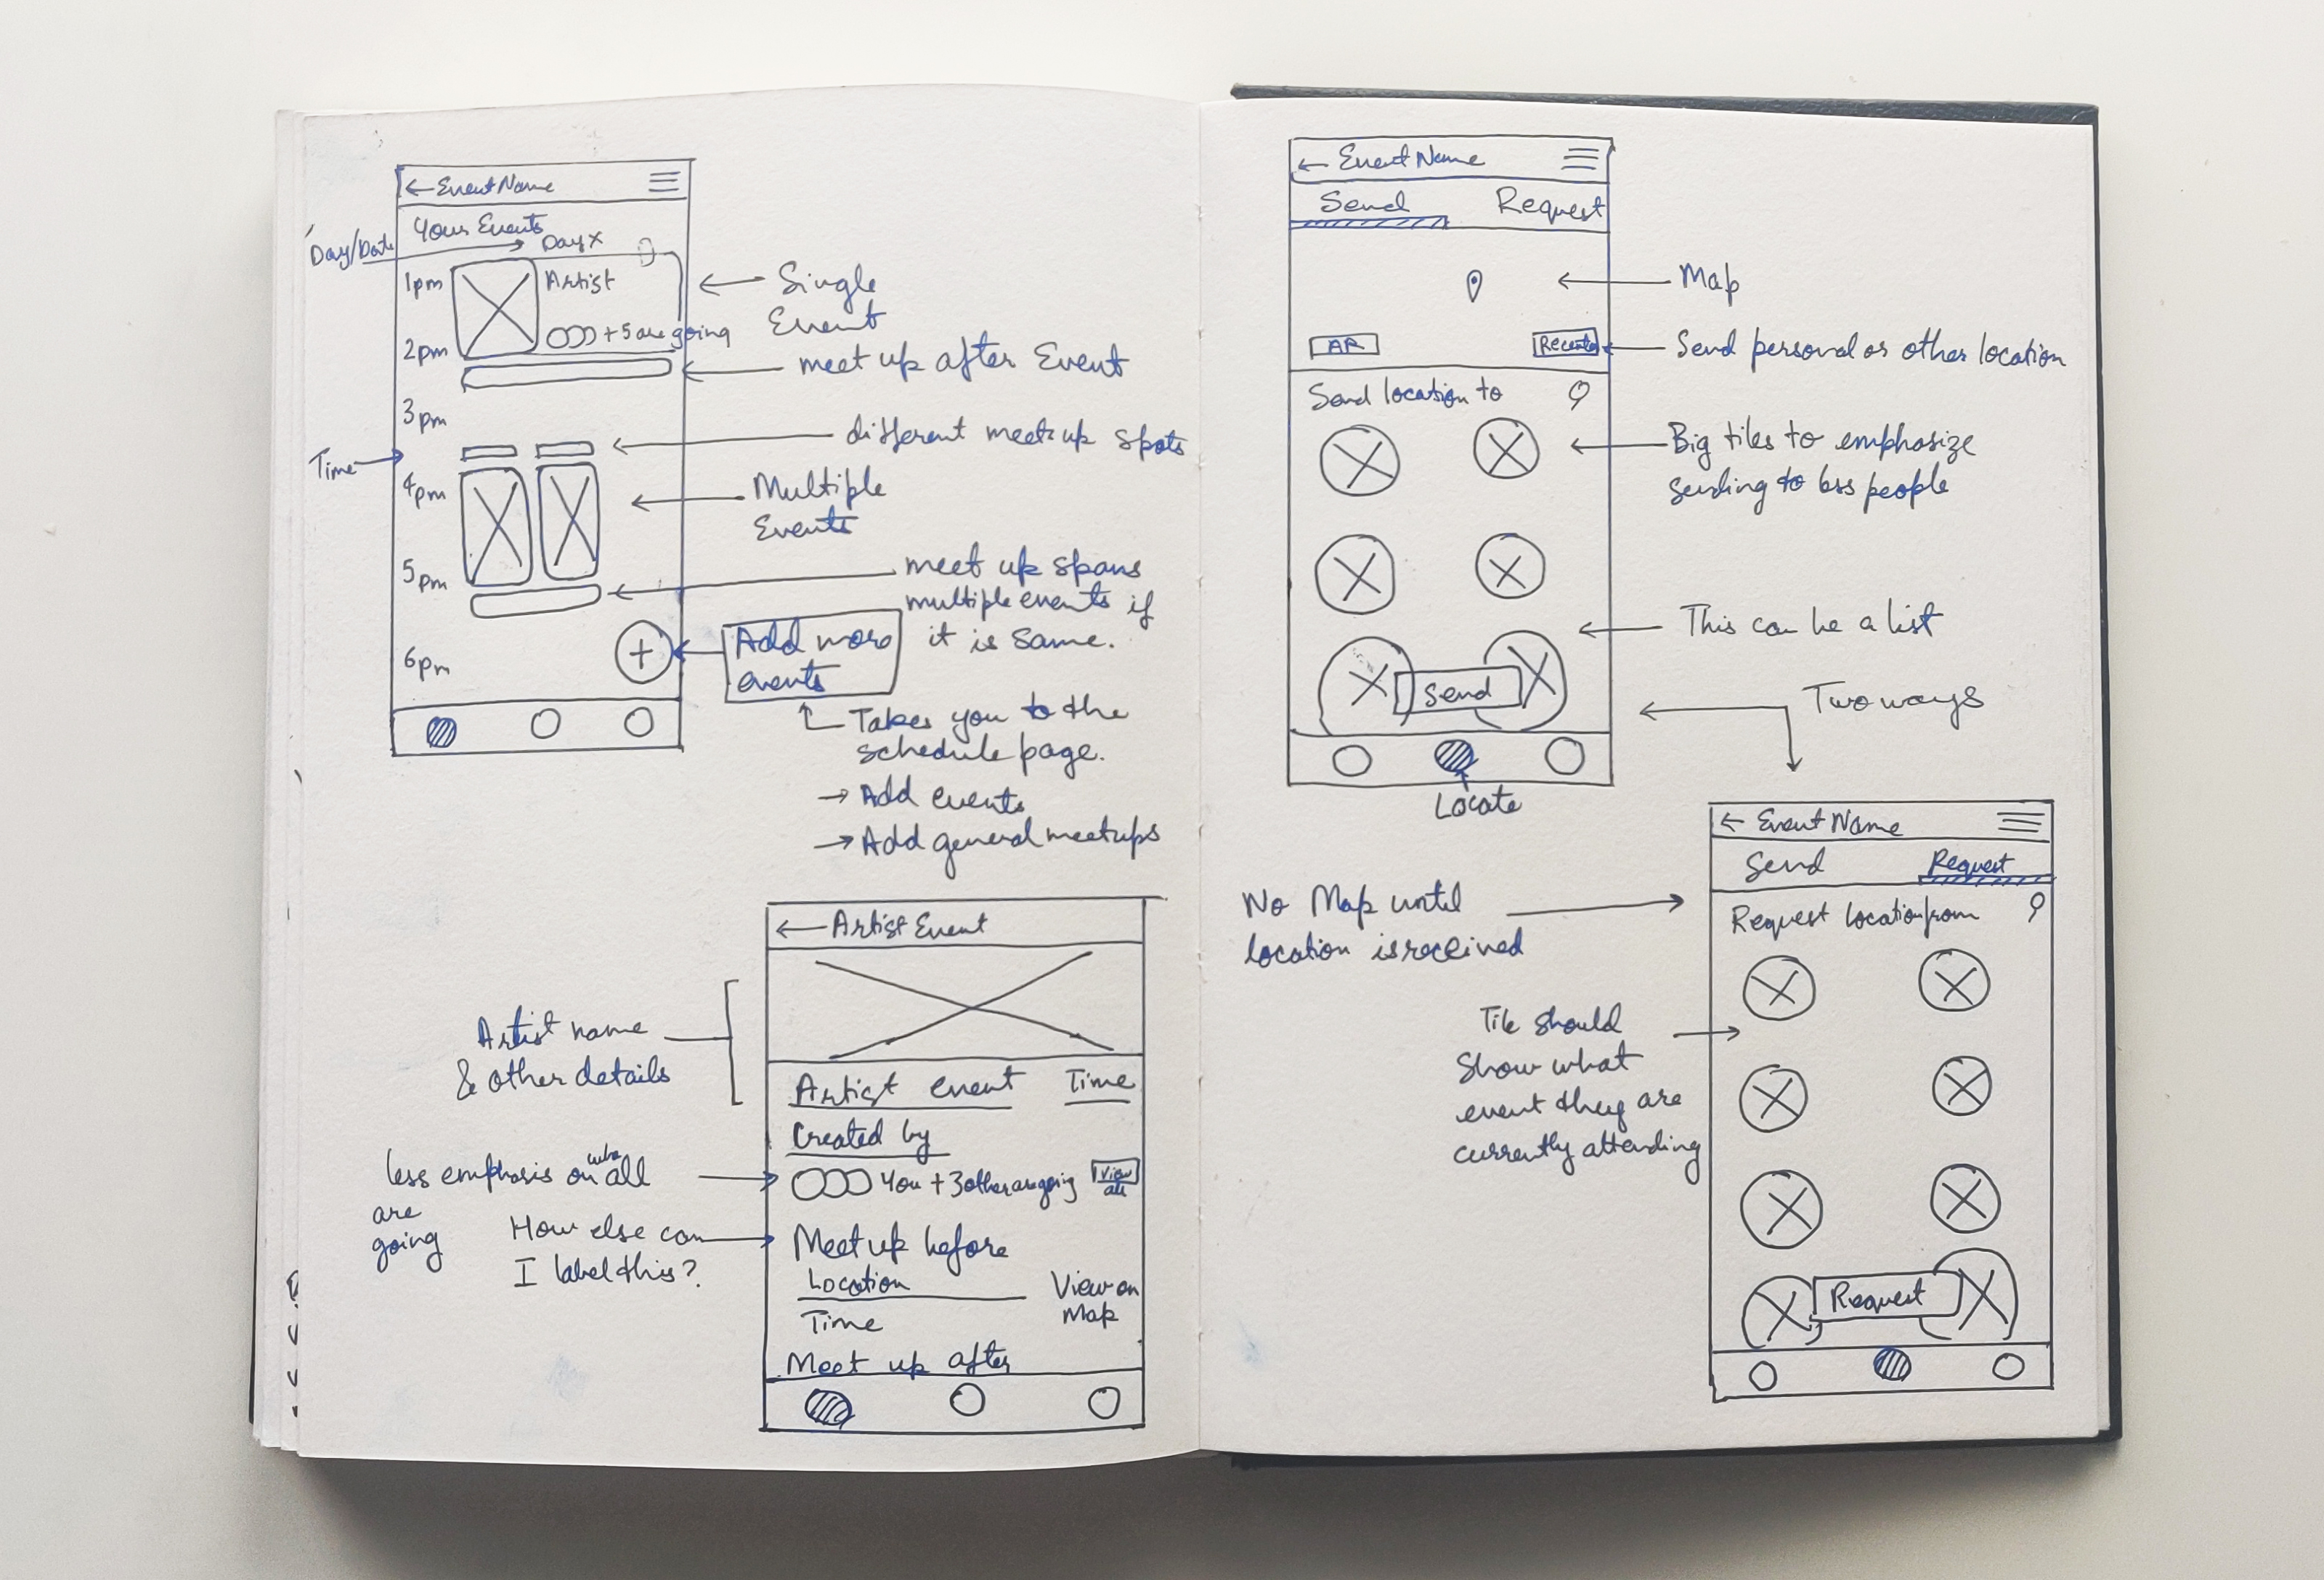 ← Event Name
Your Events
Day/Date
→ Day X
1pm
Artist
+5 are going
2pm
3pm
Time →
4pm
5pm
6pm
+
← Single
Event
← meet up after Event
← different meet up spots
← Multiple
Events
← meet up spans
multiple events if
it is same.
Add more
events
Takes you to the
schedule page.
→ Add events
→ Add general meetups
← Artist Event
Artist name
& other details
Artist event Time
Created by
You + 3 other are going
View
all
Meet up before
Location
Time
View on
Map
Meet up after
less emphasis on who all
are
going
How else can
I label this?
← Event Name
Send Request
AR
Send location to
Send
Locate
← Map
← Send personal or other location
← Big tiles to emphasize
sending to less people
← This can be a list
← Two ways
← Event Name
Send Request
Request location from
Request
No Map until →
location is received
Tile should →
show what
event they are
currently attending